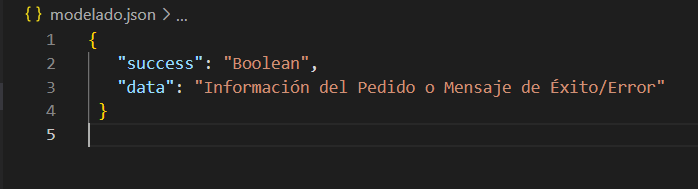 { } modelado.json > ...
1 {
2 "success": "Boolean",
3 "data": "Información del Pedido o Mensaje de Éxito/Error"
4 }
5